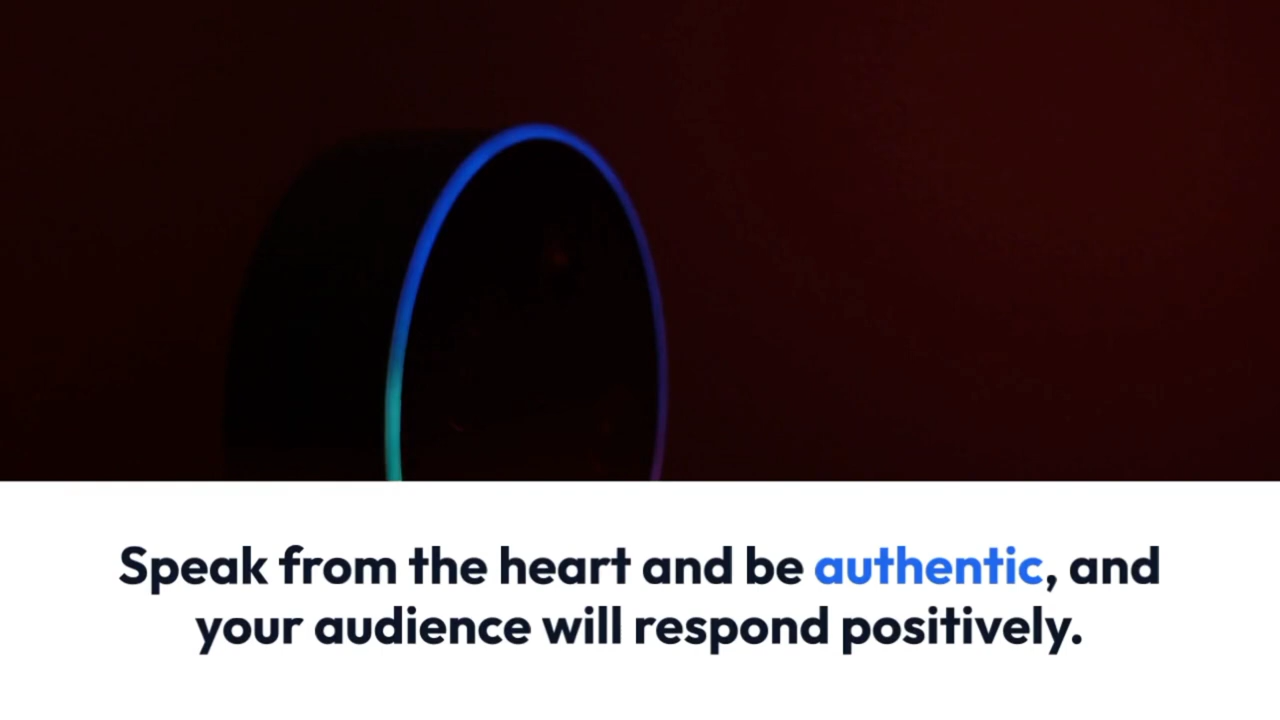 Speak from the heart and be authentic, and
your audience will respond positively.